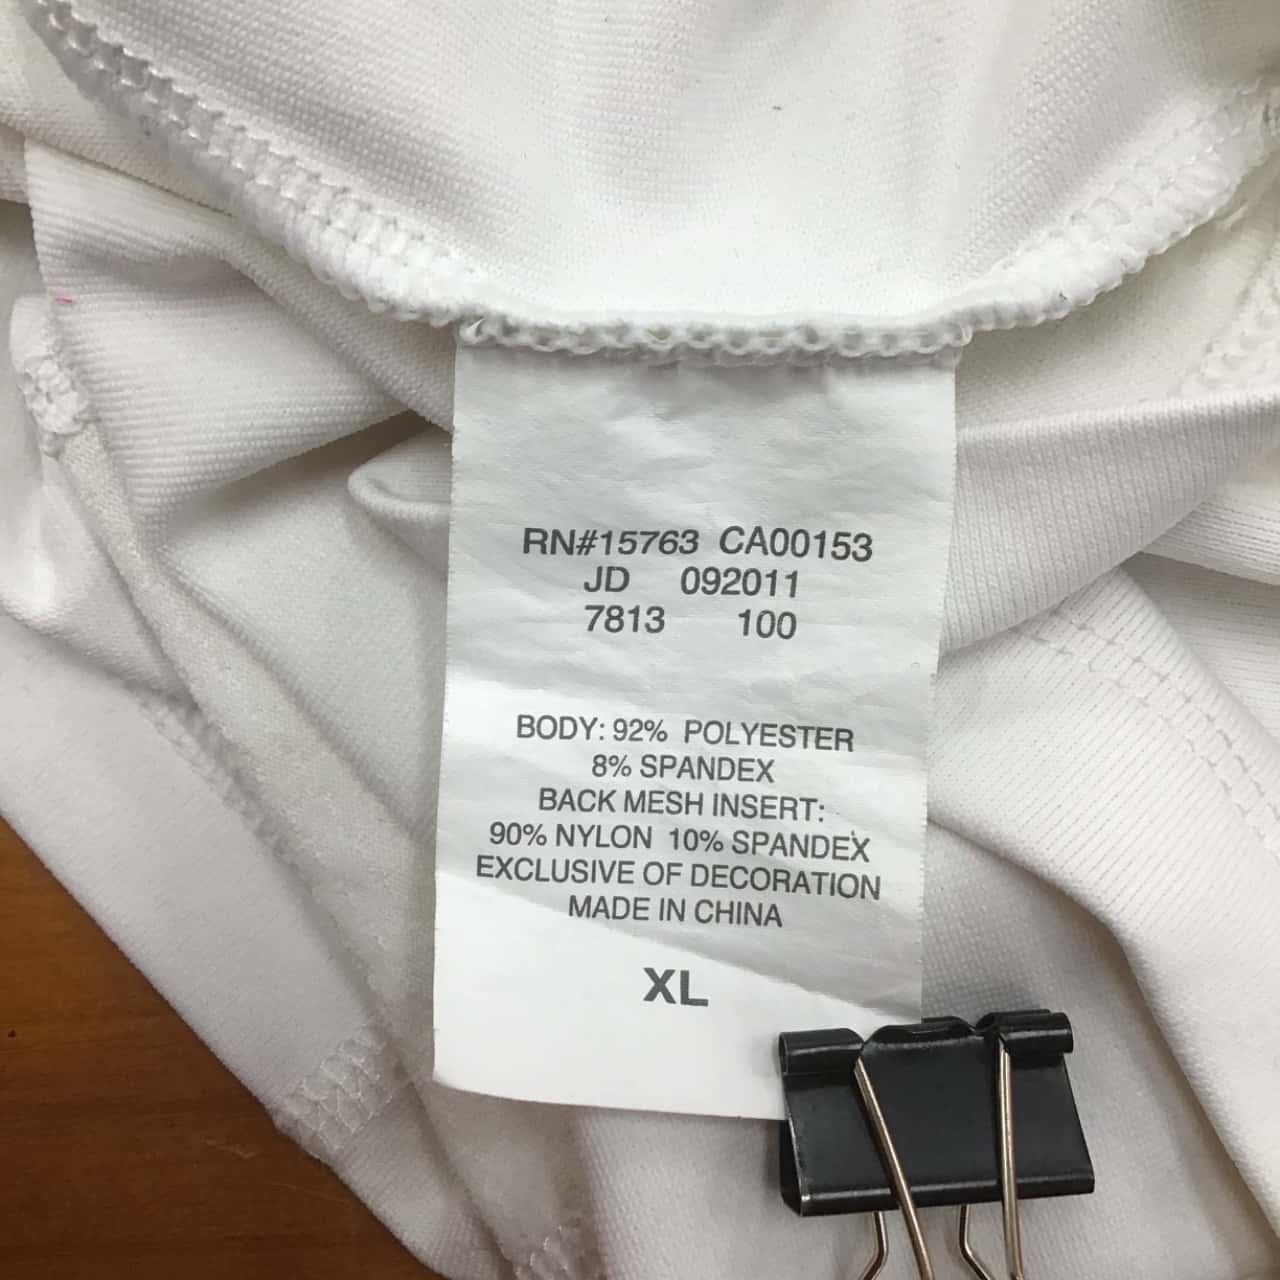 RN#15763 CA00153
JD 092011
7813 100
BODY: 92% POLYESTER
8% SPANDEX
BACK MESH INSERT:
90% NYLON 10% SPANDEX
EXCLUSIVE OF DECORATION
MADE IN CHINA
XL